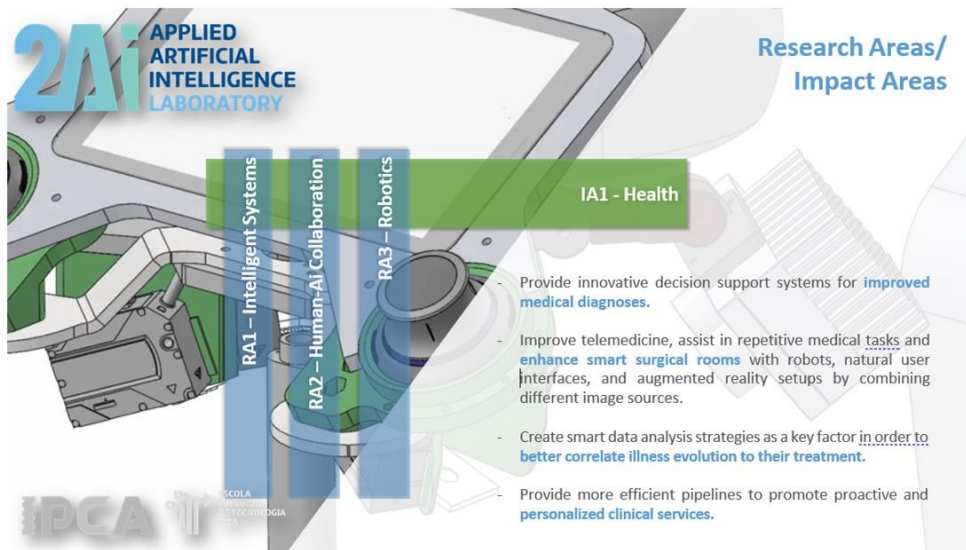 2Ai APPLIED
ARTIFICIAL
INTELLIGENCE
LABORATORY
Research Areas/
Impact Areas
RA1 – Intelligent Systems
RA2 – Human-Ai Collaboration
RA3 – Robotics
IA1 - Health
- Provide innovative decision support systems for improved
medical diagnoses.
- Improve telemedicine, assist in repetitive medical tasks and
enhance smart surgical rooms with robots, natural user
interfaces, and augmented reality setups by combining
different image sources.
- Create smart data analysis strategies as a key factor in order to
better correlate illness evolution to their treatment.
- Provide more efficient pipelines to promote proactive and
personalized clinical services.
IPCA
ESCOLA
TECNOLOGIA